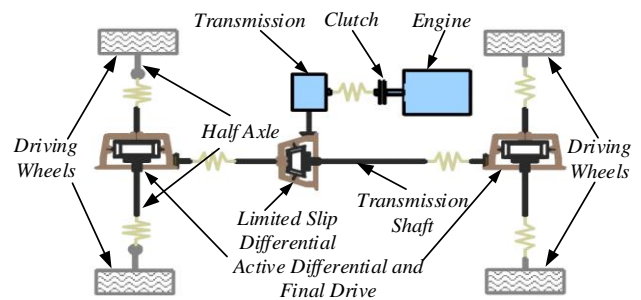 Transmission
Clutch
Engine
Driving
Wheels
Half Axle
Driving
Wheels
Limited Slip
Differential
Transmission
Shaft
Active Differential and
Final Drive